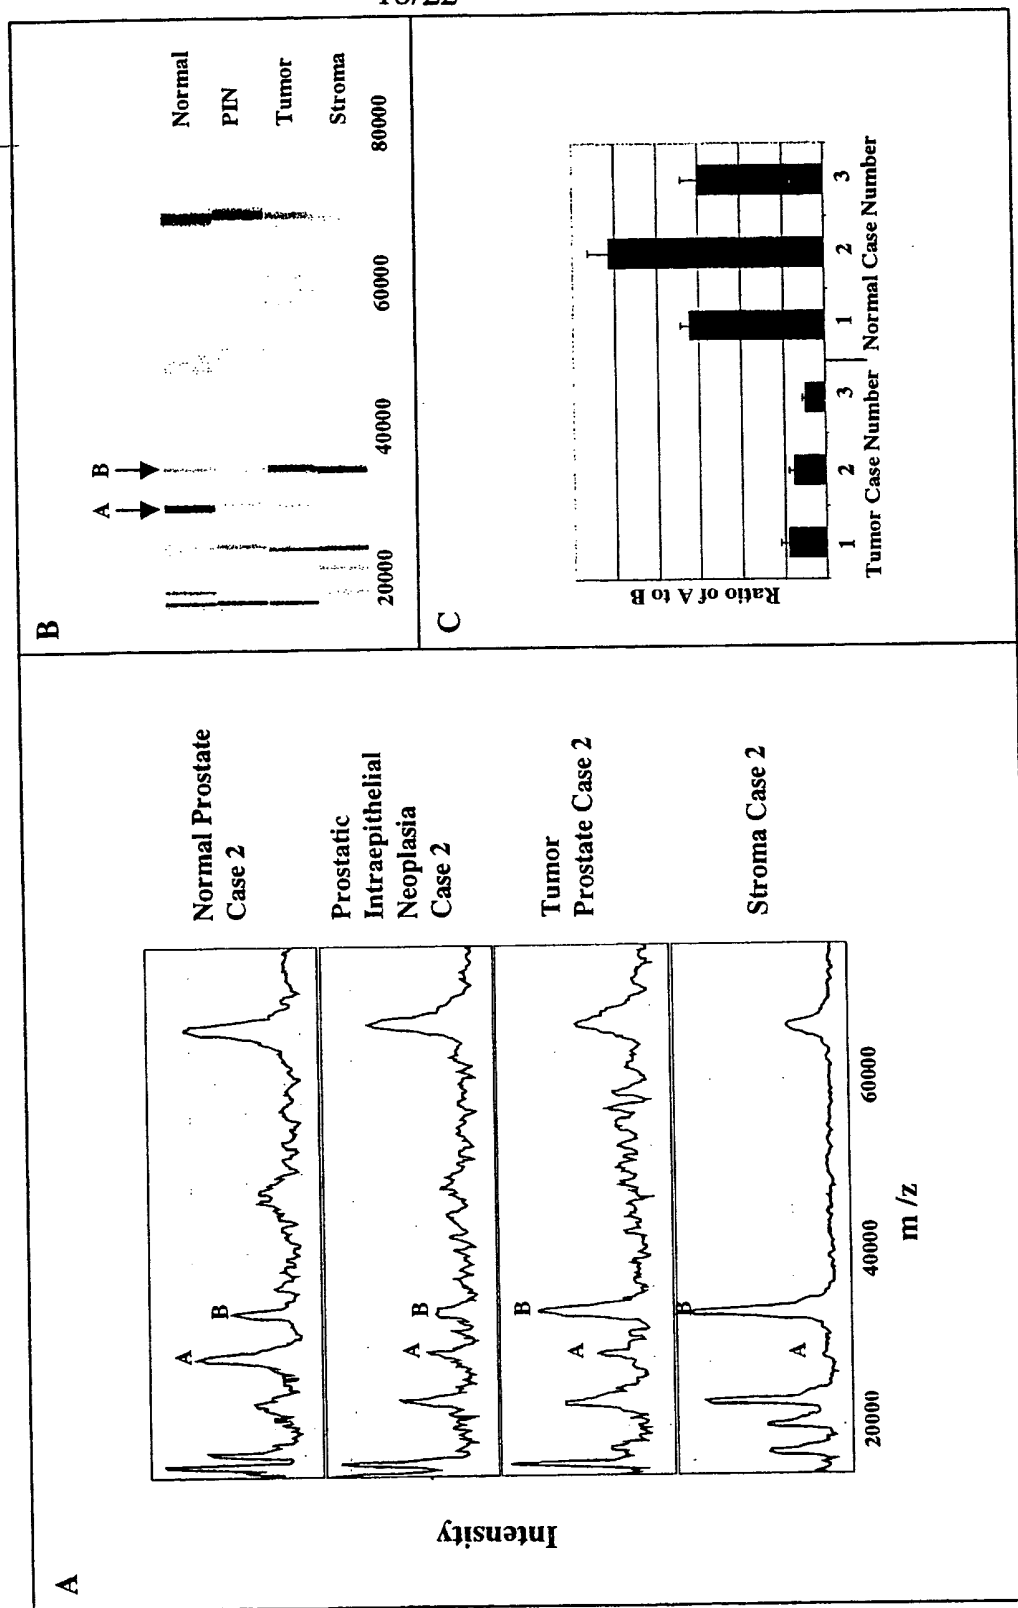 A
Intensity
A
B
Normal Prostate
Case 2
A
B
Prostatic
Intraepithelial
Neoplasia
Case 2
A
B
Tumor
Prostate Case 2
A
B
Stroma Case 2
20000
40000
60000
m /z
B
A
B
Normal
PIN
Tumor
Stroma
20000
40000
60000
80000
C
Ratio of A to B
1
2
3
1
2
3
Tumor Case Number
Normal Case Number